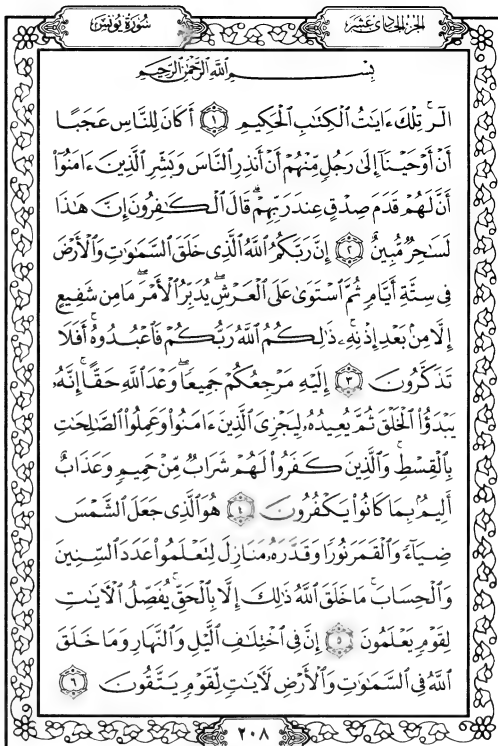 سُورَةُ يُونُسَ
الجزء الحادي عشر
بِسْمِ ٱللَّهِ ٱلرَّحْمَٰنِ ٱلرَّحِيمِ
الٓرۚ تِلْكَ ءَايَٰتُ ٱلْكِتَٰبِ ٱلْحَكِيمِ ١ أَكَانَ لِلنَّاسِ عَجَبًا
أَنْ أَوْحَيْنَآ إِلَىٰ رَجُلٍ مِّنْهُمْ أَنْ أَنذِرِ ٱلنَّاسَ وَبَشِّرِ ٱلَّذِينَ ءَامَنُوٓا۟
أَنَّ لَهُمْ قَدَمَ صِدْقٍ عِندَ رَبِّهِمْۗ قَالَ ٱلْكَٰفِرُونَ إِنَّ هَٰذَا
لَسَٰحِرٌ مُّبِينٌ ٢ إِنَّ رَبَّكُمُ ٱللَّهُ ٱلَّذِى خَلَقَ ٱلسَّمَٰوَٰتِ وَٱلْأَرْضَ
فِى سِتَّةِ أَيَّامٍ ثُمَّ ٱسْتَوَىٰ عَلَى ٱلْعَرْشِۖ يُدَبِّرُ ٱلْأَمْرَۖ مَا مِن شَفِيعٍ
إِلَّا مِنۢ بَعْدِ إِذْنِهِۦۚ ذَٰلِكُمُ ٱللَّهُ رَبُّكُمْ فَٱعْبُدُوهُۚ أَفَلَا
تَذَكَّرُونَ ٣ إِلَيْهِ مَرْجِعُكُمْ جَمِيعًاۖ وَعْدَ ٱللَّهِ حَقًّاۚ إِنَّهُۥ
يَبْدَؤُا۟ ٱلْخَلْقَ ثُمَّ يُعِيدُهُۥ لِيَجْزِىَ ٱلَّذِينَ ءَامَنُوا۟ وَعَمِلُوا۟ ٱلصَّٰلِحَٰتِ
بِٱلْقِسْطِۚ وَٱلَّذِينَ كَفَرُوا۟ لَهُمْ شَرَابٌ مِّنْ حَمِيمٍ وَعَذَابٌ
أَلِيمٌۢ بِمَا كَانُوا۟ يَكْفُرُونَ ٤ هُوَ ٱلَّذِى جَعَلَ ٱلشَّمْسَ
ضِيَآءً وَٱلْقَمَرَ نُورًا وَقَدَّرَهُۥ مَنَازِلَ لِتَعْلَمُوا۟ عَدَدَ ٱلسِّنِينَ
وَٱلْحِسَابَۚ مَا خَلَقَ ٱللَّهُ ذَٰلِكَ إِلَّا بِٱلْحَقِّۚ يُفَصِّلُ ٱلْءَايَٰتِ
لِقَوْمٍ يَعْلَمُونَ ٥ إِنَّ فِى ٱخْتِلَٰفِ ٱلَّيْلِ وَٱلنَّهَارِ وَمَا خَلَقَ
ٱللَّهُ فِى ٱلسَّمَٰوَٰتِ وَٱلْأَرْضِ لَءَايَٰتٍ لِّقَوْمٍ يَتَّقُونَ ٦
٢٠٨